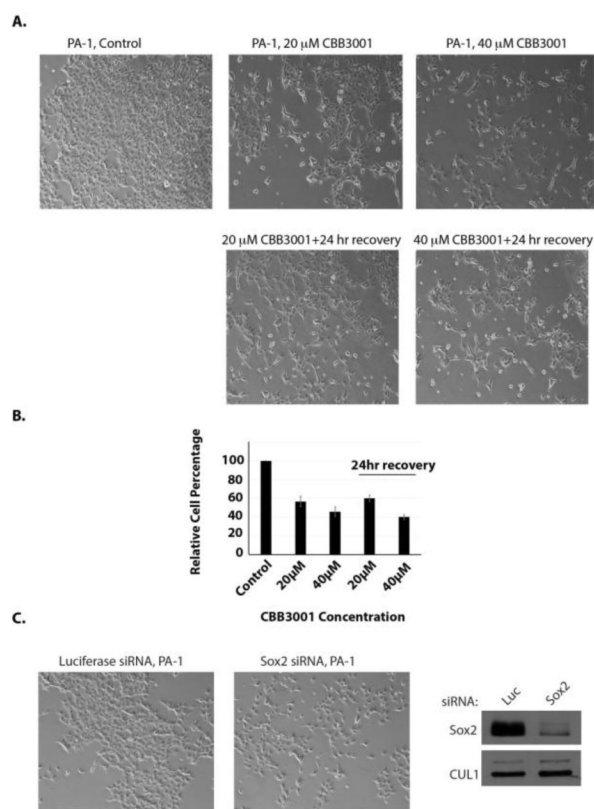 A.
PA-1, Control
PA-1, 20 μM CBB3001
PA-1, 40 μM CBB3001
20 μM CBB3001+24 hr recovery
40 μM CBB3001+24 hr recovery
B.
Relative Cell Percentage
24hr recovery
100
80
60
40
20
0
Control
20μM
40μM
20μM
40μM
CBB3001 Concentration
C.
Luciferase siRNA, PA-1
Sox2 siRNA, PA-1
siRNA:
Luc
Sox2
Sox2
CUL1